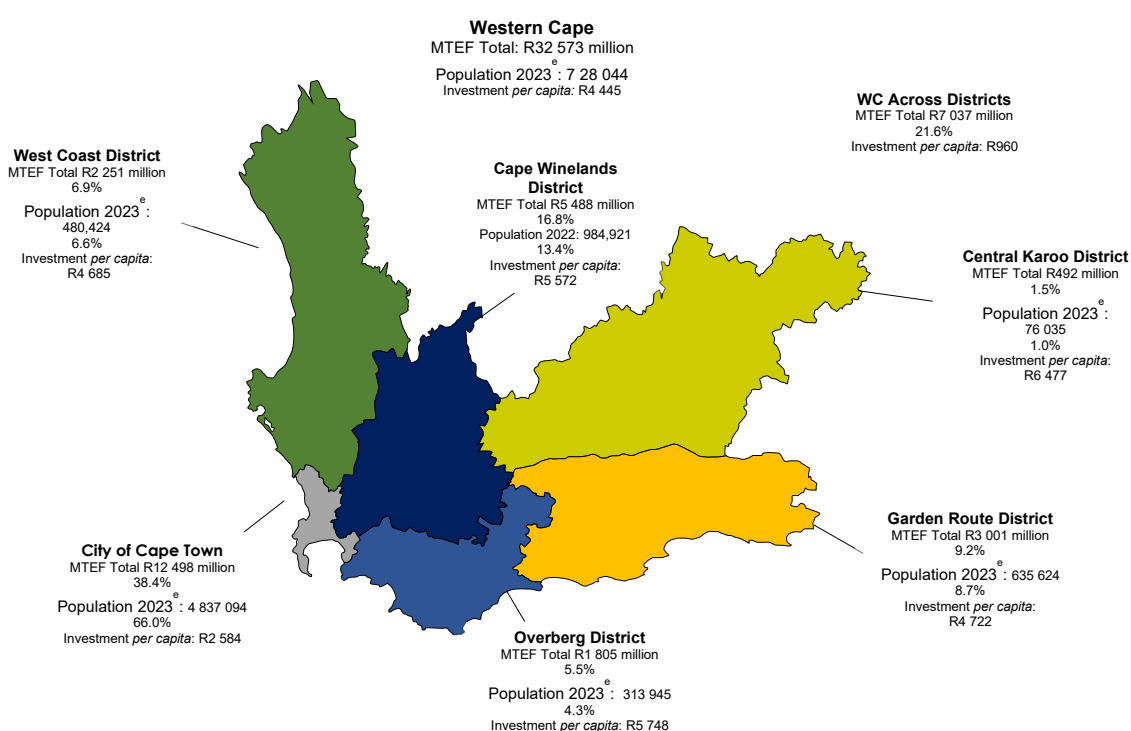 Western Cape
MTEF Total: R32 573 million
Population 2023e: 7 28 044
Investment per capita: R4 445
WC Across Districts
MTEF Total R7 037 million
21.6%
Investment per capita: R960
West Coast District
MTEF Total R2 251 million
6.9%
Population 2023e:
480,424
6.6%
Investment per capita:
R4 685
Cape Winelands
District
MTEF Total R5 488 million
16.8%
Population 2022: 984,921
13.4%
Investment per capita:
R5 572
Central Karoo District
MTEF Total R492 million
1.5%
Population 2023e:
76 035
1.0%
Investment per capita:
R6 477
City of Cape Town
MTEF Total R12 498 million
38.4%
Population 2023e: 4 837 094
66.0%
Investment per capita: R2 584
Garden Route District
MTEF Total R3 001 million
9.2%
Population 2023e: 635 624
8.7%
Investment per capita:
R4 722
Overberg District
MTEF Total R1 805 million
5.5%
Population 2023e: 313 945
4.3%
Investment per capita: R5 748